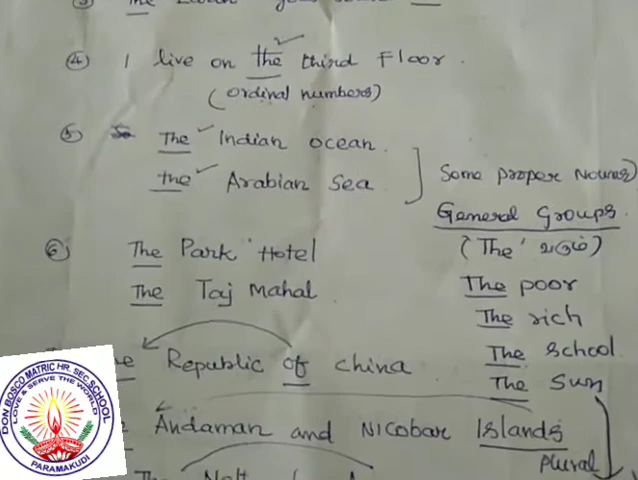 ④ I live on the third Floor.
(ordinal numbers)
⑤ The Indian ocean.
the Arabian Sea
Some proper Nouns)
General Groups.
('The' வரும்)
⑥ The Park Hotel
The Taj Mahal
The poor
The rich
The school
The Sun
Republic of china
Andaman and Nicobar Islands
plural
DON BOSCO MATRIC HR. SEC. SCHOOL
LOVE & SERVE THE WORLD
PARAMAKUDI